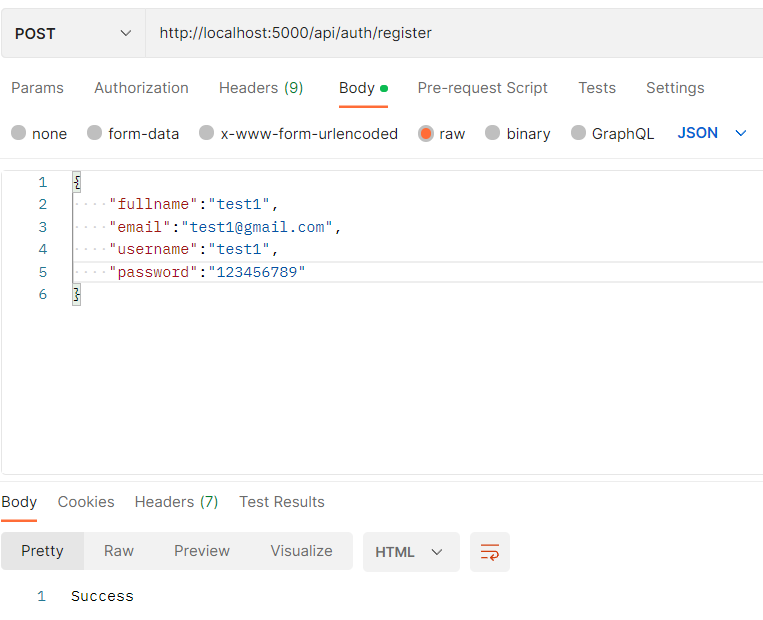 POST http://localhost:5000/api/auth/register
Params Authorization Headers (9) Body Pre-request Script Tests Settings
none form-data x-www-form-urlencoded raw binary GraphQL JSON
1 {
2 "fullname":"test1",
3 "email":"test1@gmail.com",
4 "username":"test1",
5 "password":"123456789"
6 }
Body Cookies Headers (7) Test Results
Pretty Raw Preview Visualize HTML
1 Success